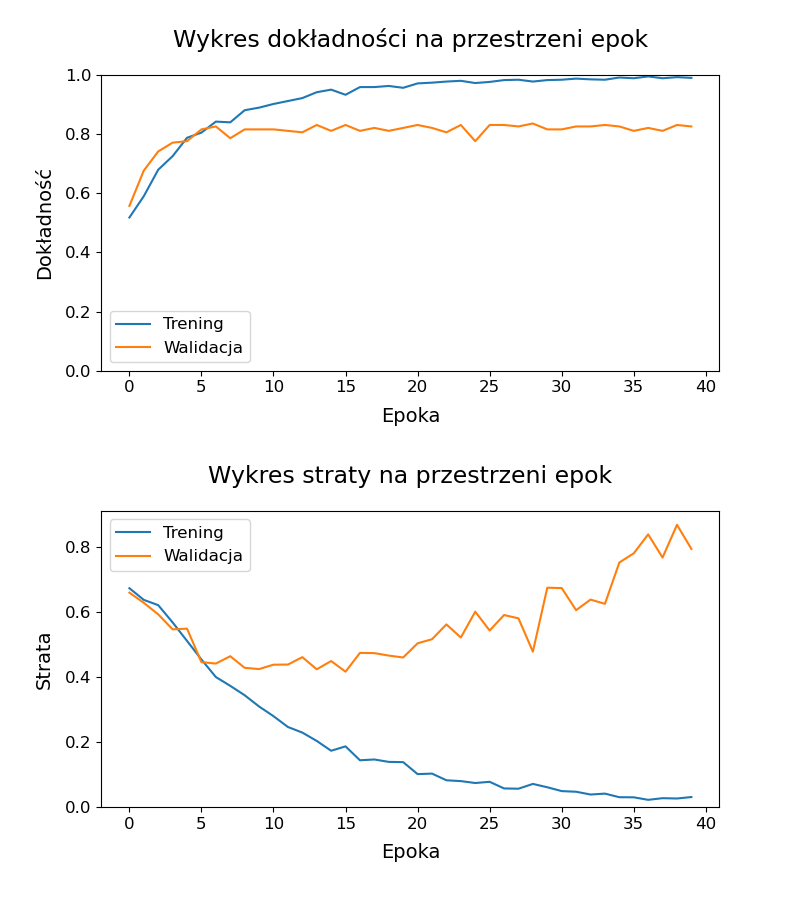 Wykres dokładności na przestrzeni epok
1.0
0.8
0.6
0.4
0.2
0.0
Dokładność
Trening
Walidacja
0 5 10 15 20 25 30 35 40
Epoka
Wykres straty na przestrzeni epok
0.8
0.6
0.4
0.2
0.0
Strata
Trening
Walidacja
0 5 10 15 20 25 30 35 40
Epoka